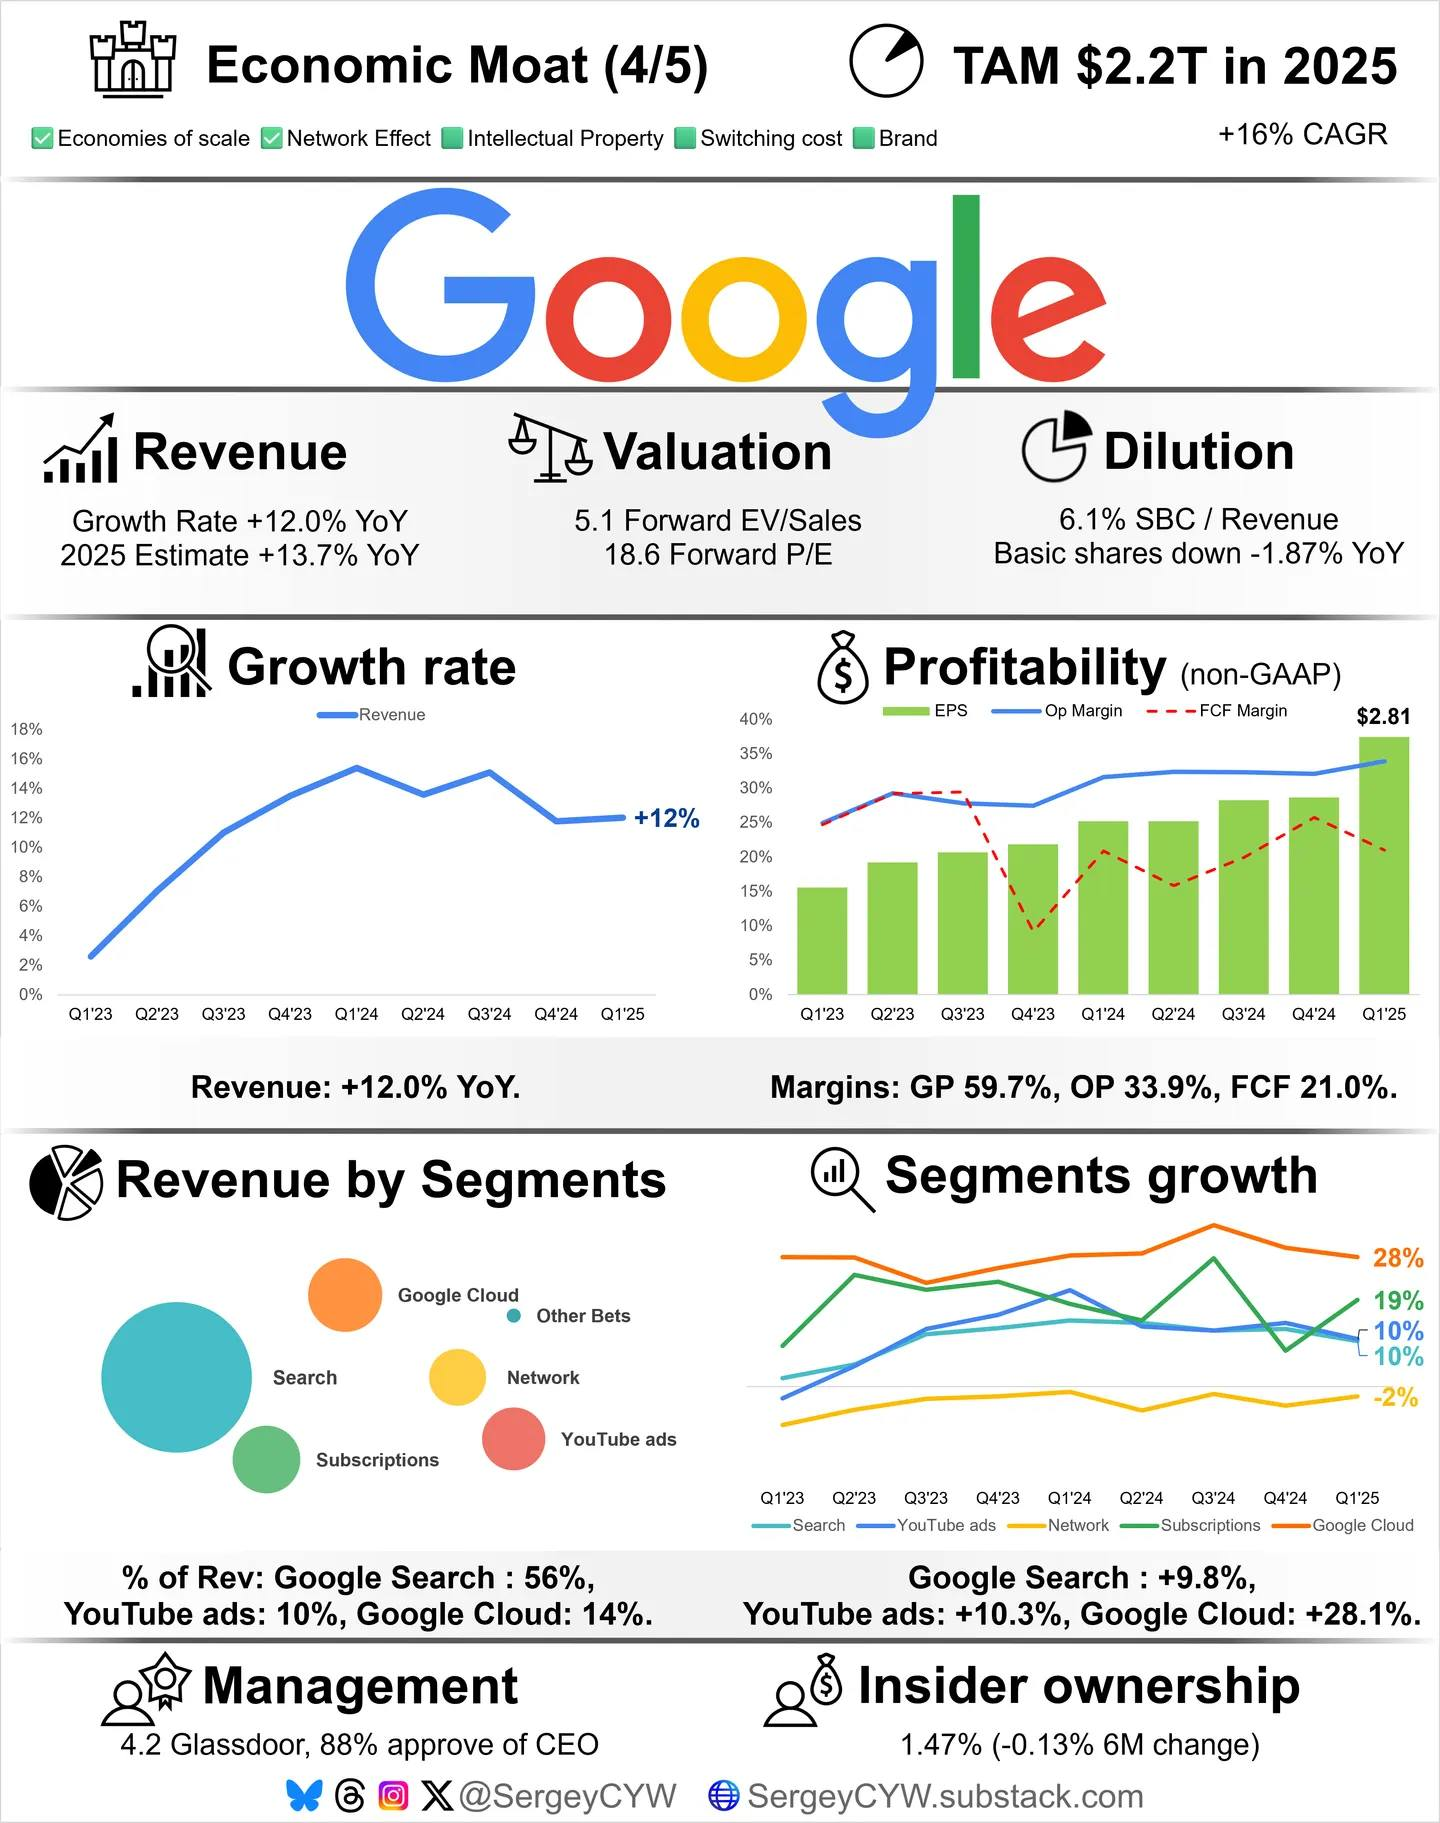 Economic Moat (4/5)
TAM $2.2T in 2025
✅ Economies of scale ✅ Network Effect 🟩 Intellectual Property 🟩 Switching cost 🟩 Brand
+16% CAGR
Google
Revenue
Growth Rate +12.0% YoY
2025 Estimate +13.7% YoY
Valuation
5.1 Forward EV/Sales
18.6 Forward P/E
Dilution
6.1% SBC / Revenue
Basic shares down -1.87% YoY
Growth rate
Revenue
18%
16%
14%
12%
10%
8%
6%
4%
2%
0%
+12%
Q1'23 Q2'23 Q3'23 Q4'23 Q1'24 Q2'24 Q3'24 Q4'24 Q1'25
Revenue: +12.0% YoY.
$
Profitability (non-GAAP)
EPS Op Margin FCF Margin
$2.81
40%
35%
30%
25%
20%
15%
10%
5%
0%
Q1'23 Q2'23 Q3'23 Q4'23 Q1'24 Q2'24 Q3'24 Q4'24 Q1'25
Margins: GP 59.7%, OP 33.9%, FCF 21.0%.
Revenue by Segments
Google Cloud
Other Bets
Search
Network
YouTube ads
Subscriptions
% of Rev: Google Search : 56%,
YouTube ads: 10%, Google Cloud: 14%.
Segments growth
28%
19%
10%
10%
-2%
Q1'23 Q2'23 Q3'23 Q4'23 Q1'24 Q2'24 Q3'24 Q4'24 Q1'25
Search YouTube ads Network Subscriptions Google Cloud
Google Search : +9.8%,
YouTube ads: +10.3%, Google Cloud: +28.1%.
Management
4.2 Glassdoor, 88% approve of CEO
$
Insider ownership
1.47% (-0.13% 6M change)
@SergeyCYW SergeyCYW.substack.com